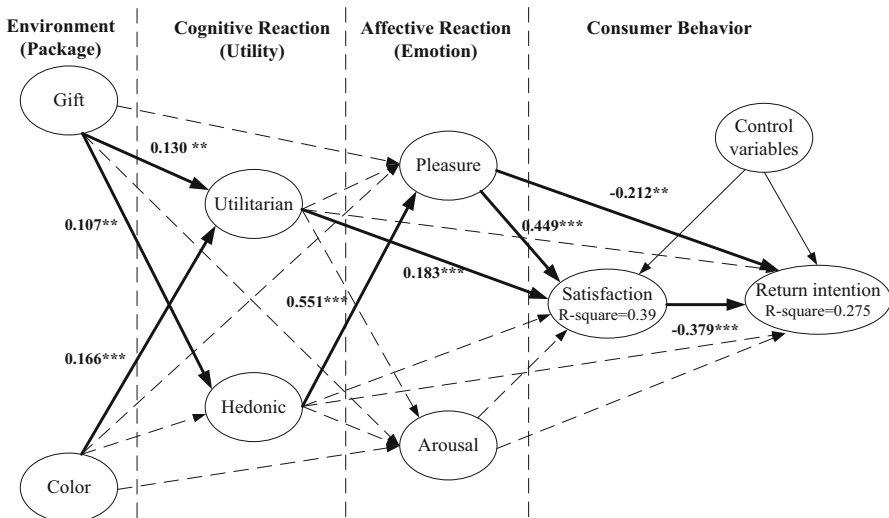 Environment
(Package)
Cognitive Reaction
(Utility)
Affective Reaction
(Emotion)
Consumer Behavior
Gift
Control
variables
0.130 **
Pleasure
Utilitarian
-0.212**
0.107**
0.449***
0.183***
Satisfaction
R-square=0.39
Return intention
R-square=0.275
0.551***
-0.379***
0.166***
Hedonic
Arousal
Color